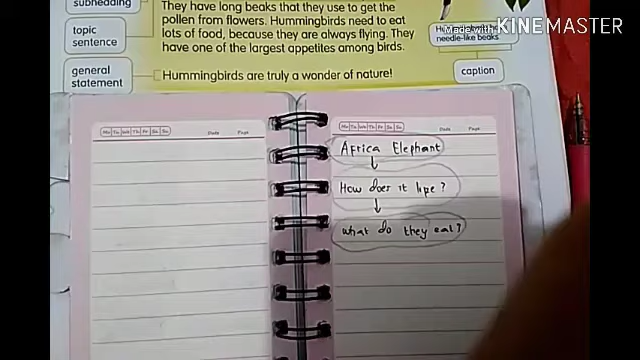 subheading
They have long beaks that they use to get the
pollen from flowers. Hummingbirds need to eat
lots of food, because they are always flying. They
have one of the largest appetites among birds.
topic
sentence
Made with KINEMASTER
needle-like beaks
general
statement
Hummingbirds are truly a wonder of nature!
caption
Mo Tu We Th Fr Sa Su
Date Page
Mo Tu We Th Fr Sa Su
Date Page
Africa Elephant
How does it lipe?
what do they eat?